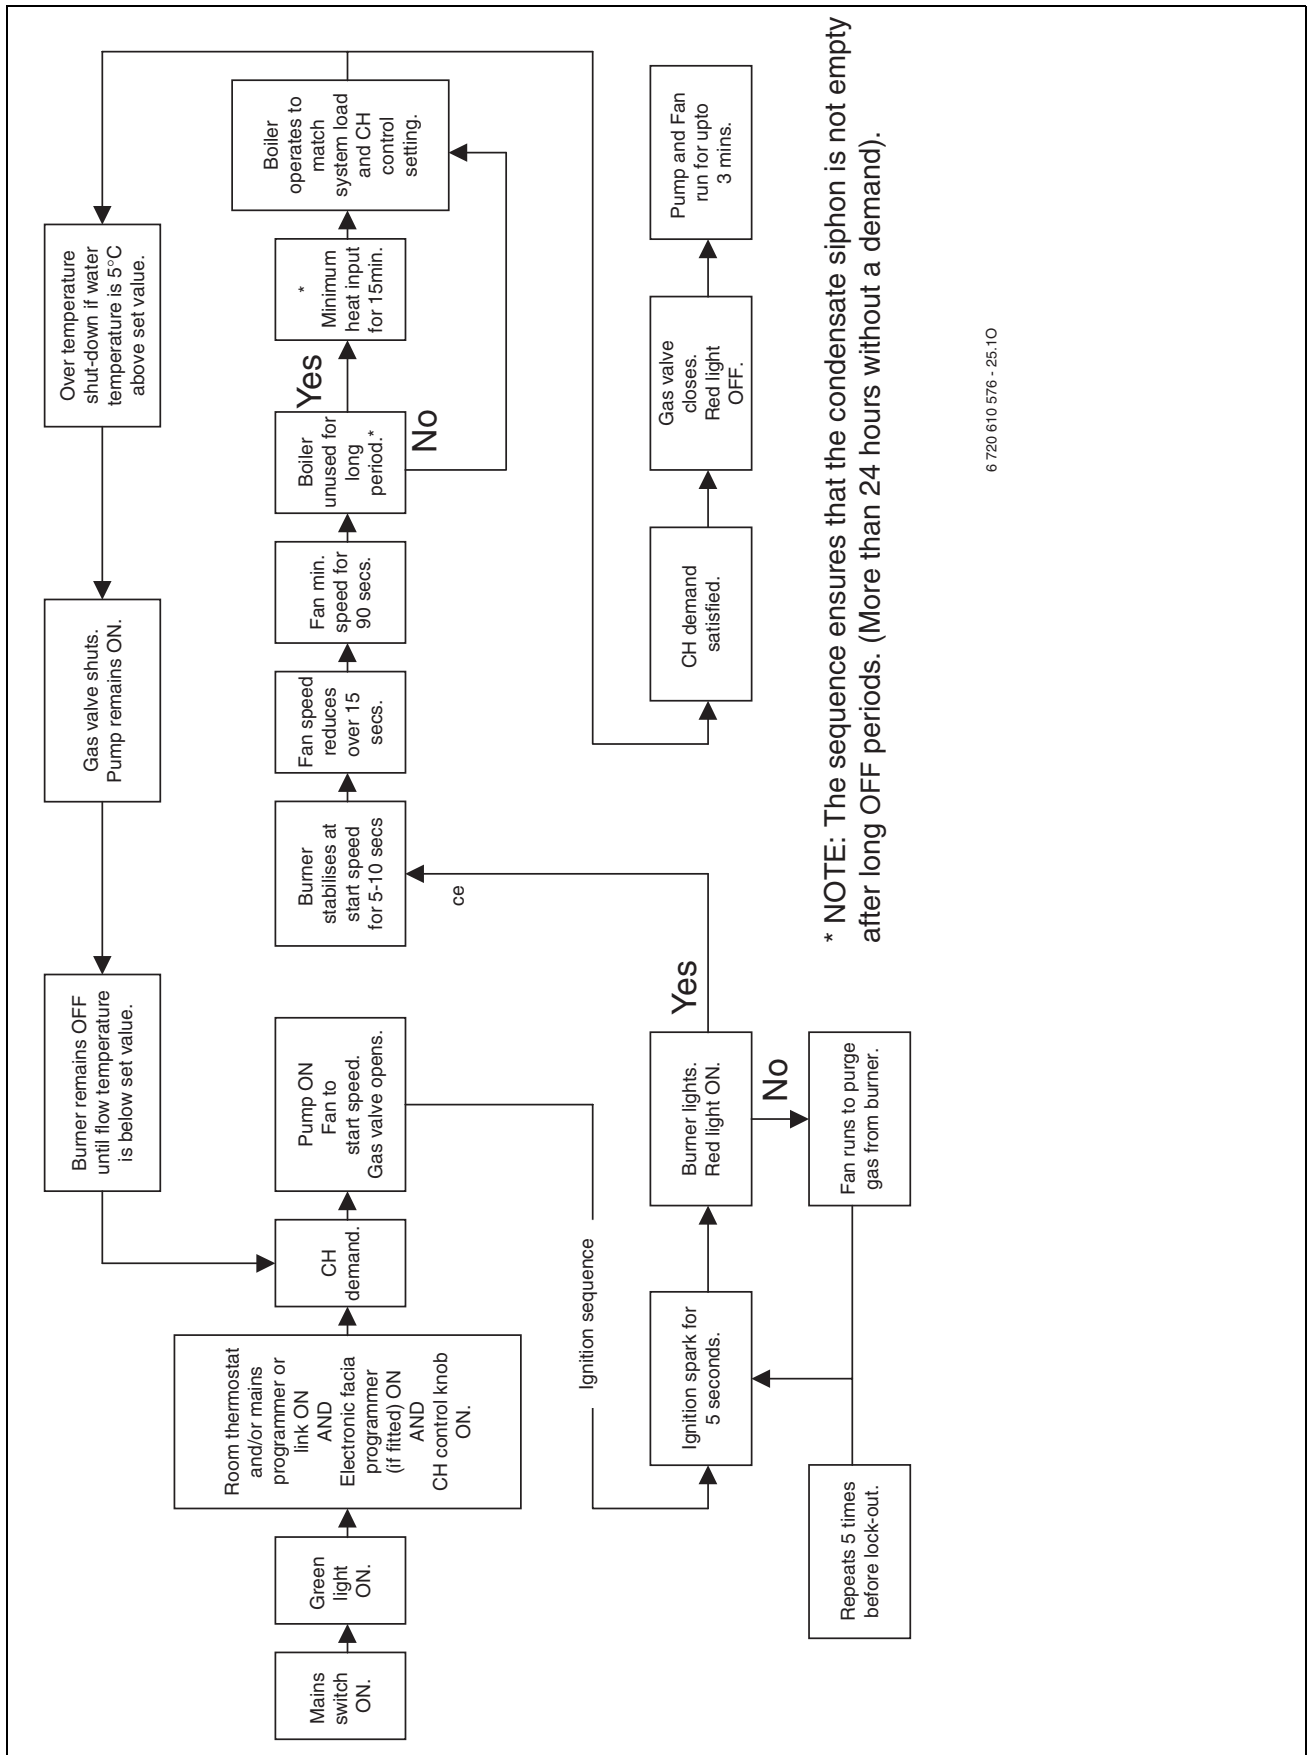 Over temperature
shut-down if water
temperature is 5°C
above set value.
Gas valve shuts.
Pump remains ON.
Burner remains OFF
until flow temperature
is below set value.
Mains
switch
ON.
Green
light
ON.
Room thermostat
and/or mains
programmer or
link ON
AND
Electronic facia
programmer
(if fitted) ON
AND
CH control knob
ON.
CH
demand.
Pump ON
Fan to
start speed.
Gas valve opens.
Ignition sequence
Ignition spark for
5 seconds.
Burner lights.
Red light ON.
No
Fan runs to purge
gas from burner.
Repeats 5 times
before lock-out.
Yes
ce
Burner
stabilises at
start speed
for 5-10 secs
Fan speed
reduces
over 15
secs.
Fan min.
speed for
90 secs.
Boiler
unused for
long
period.*
Yes
No
*
Minimum
heat input
for 15min.
Boiler
operates to
match
system load
and CH
control
setting.
CH demand
satisfied.
Gas valve
closes.
Red light
OFF.
Pump and Fan
run for upto
3 mins.
* NOTE: The sequence ensures that the condensate siphon is not empty
after long OFF periods. (More than 24 hours without a demand).
6 720 610 576 - 25.1O